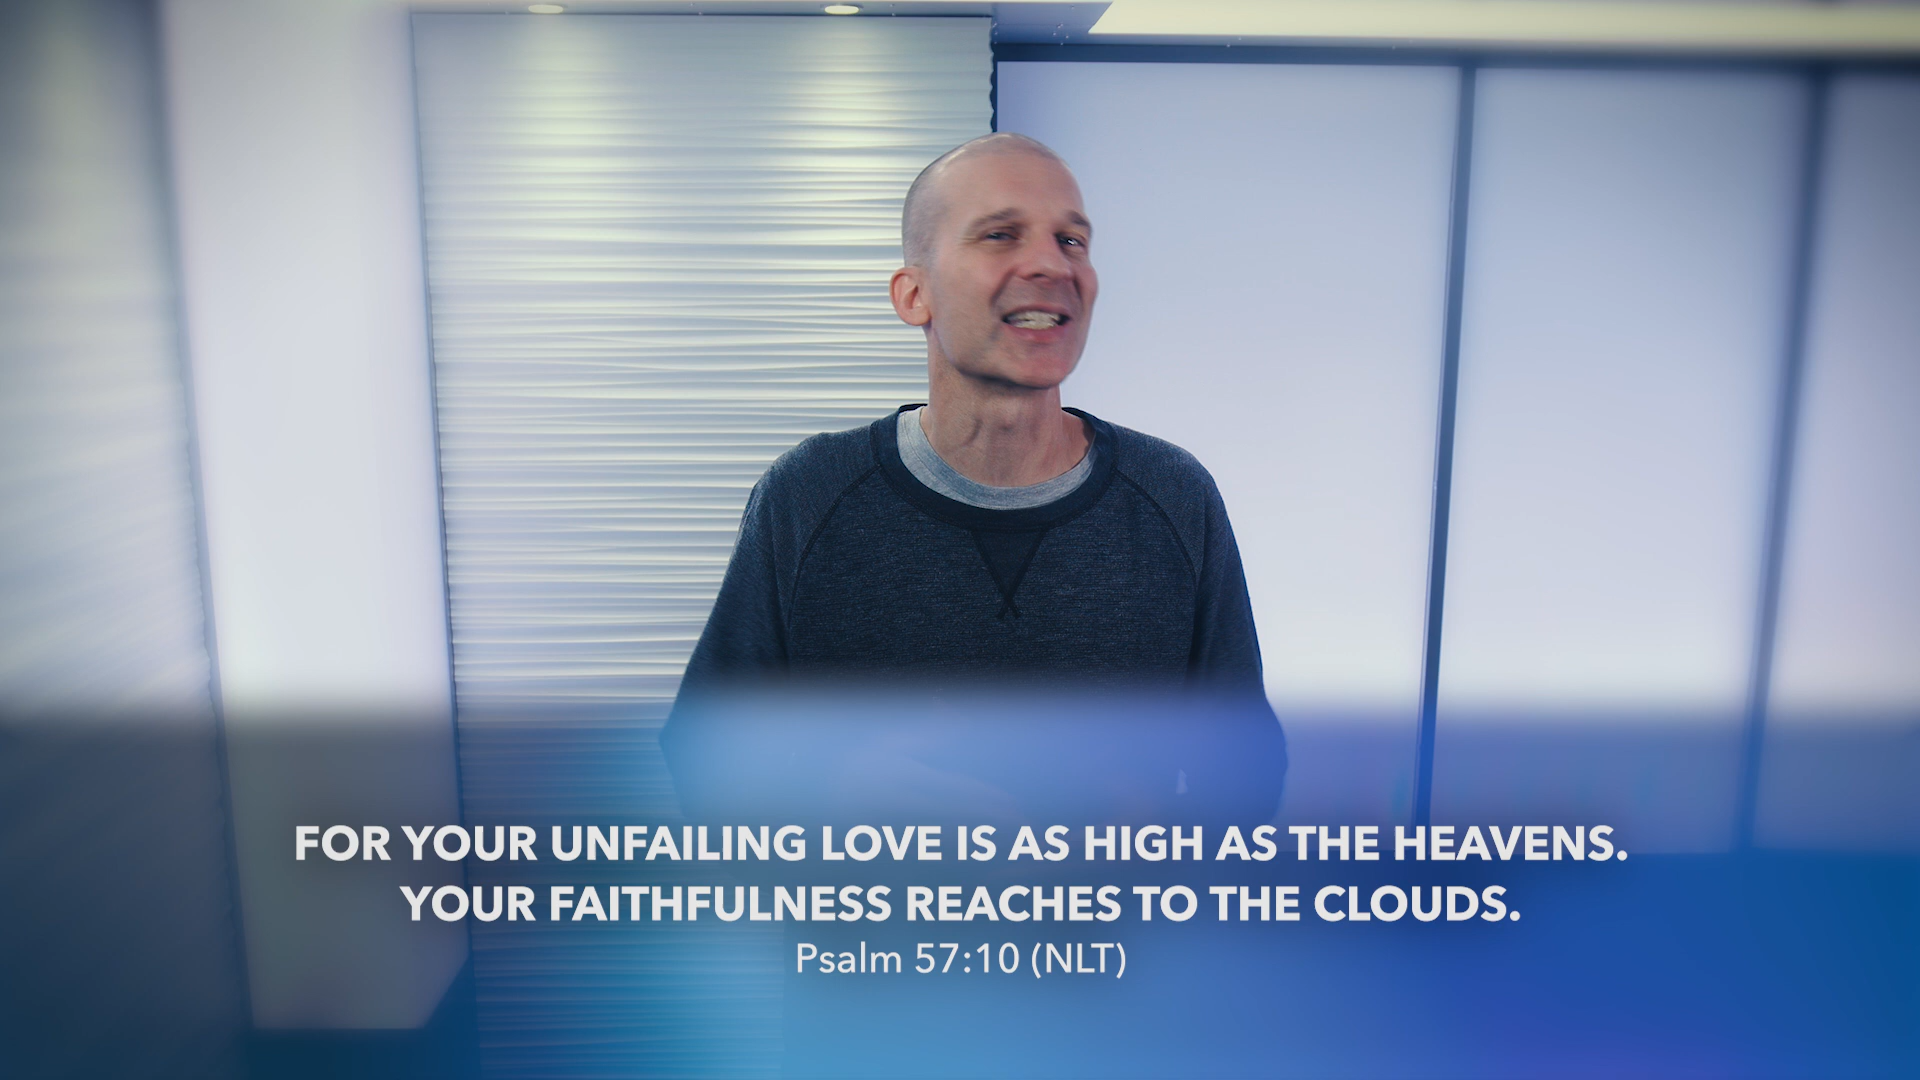 FOR YOUR UNFAILING LOVE IS AS HIGH AS THE HEAVENS.
YOUR FAITHFULNESS REACHES TO THE CLOUDS.
Psalm 57:10 (NLT)